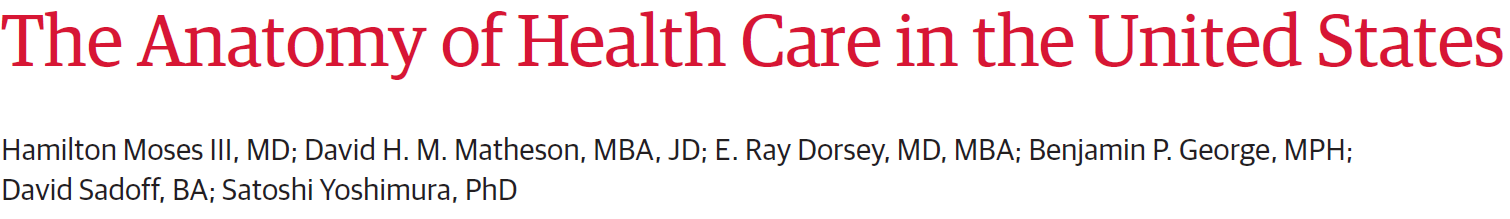 The Anatomy of Health Care in the United States
Hamilton Moses III, MD; David H. M. Matheson, MBA, JD; E. Ray Dorsey, MD, MBA; Benjamin P. George, MPH;
David Sadoff, BA; Satoshi Yoshimura, PhD